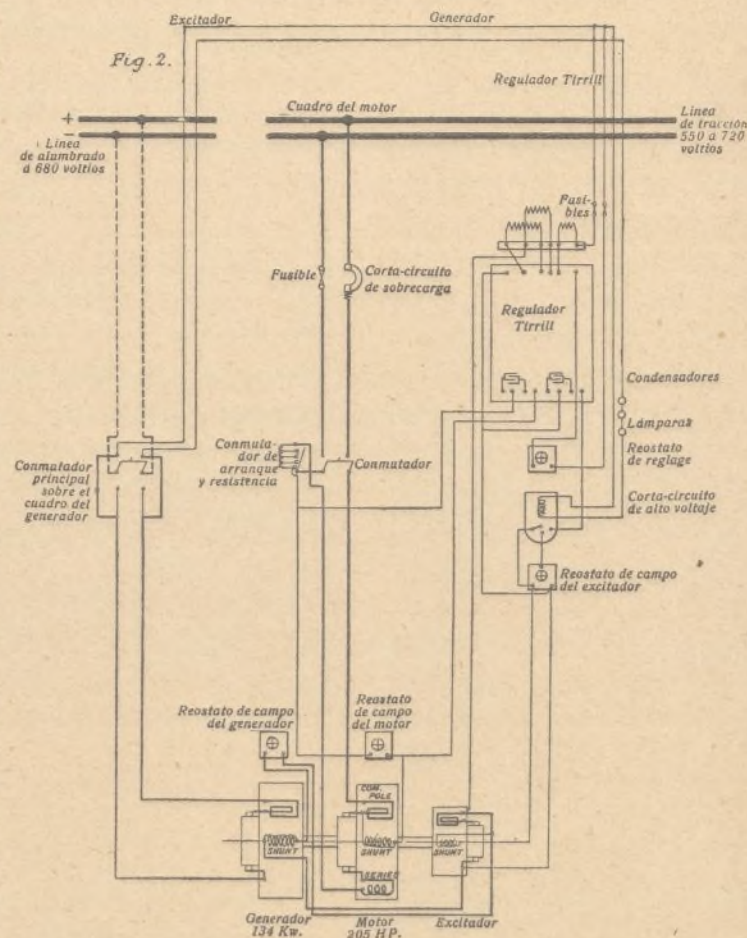 Excitador
Generador
Fig. 2.
Regulador Tirrill
+
−
Cuadro del motor
Linea
de tracción
550 a 720
voltios
Linea
de alumbrado
á 680 voltios
Fusi-
bles
Fusible
Corta-circuito
de sobrecarga
Regulador
Tirrill
Condensadores
Lámparas
Conmuta-
dor de
arranque
y resistencia
Conmutador
Reostato
de reglage
Conmutador
principal
sobre el
cuadro del
generador
Corta-circuito
de alto voltaje
Reostato de campo
del excitador
Reostato de campo
del generador
Reostato
de campo
del motor
COM.
POLE
SHUNT
SHUNT
SHUNT
SERIES
Generador
134 Kw.
Motor
205 HP.
Excitador